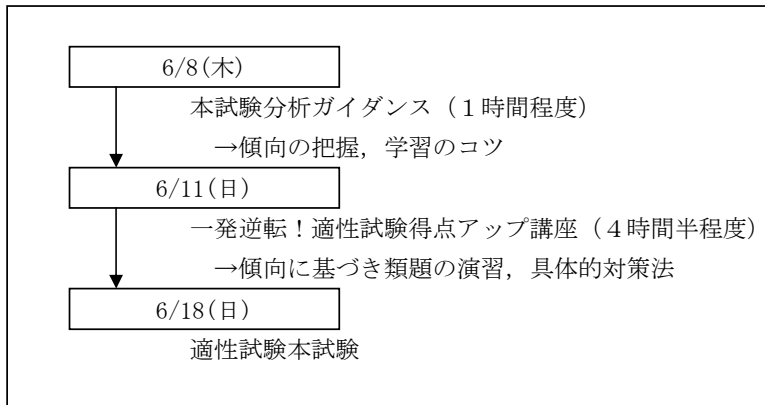 6/8(木)
本試験分析ガイダンス（１時間程度）
→傾向の把握，学習のコツ
6/11(日)
一発逆転！適性試験得点アップ講座（４時間半程度）
→傾向に基づき類題の演習，具体的対策法
6/18(日)
適性試験本試験